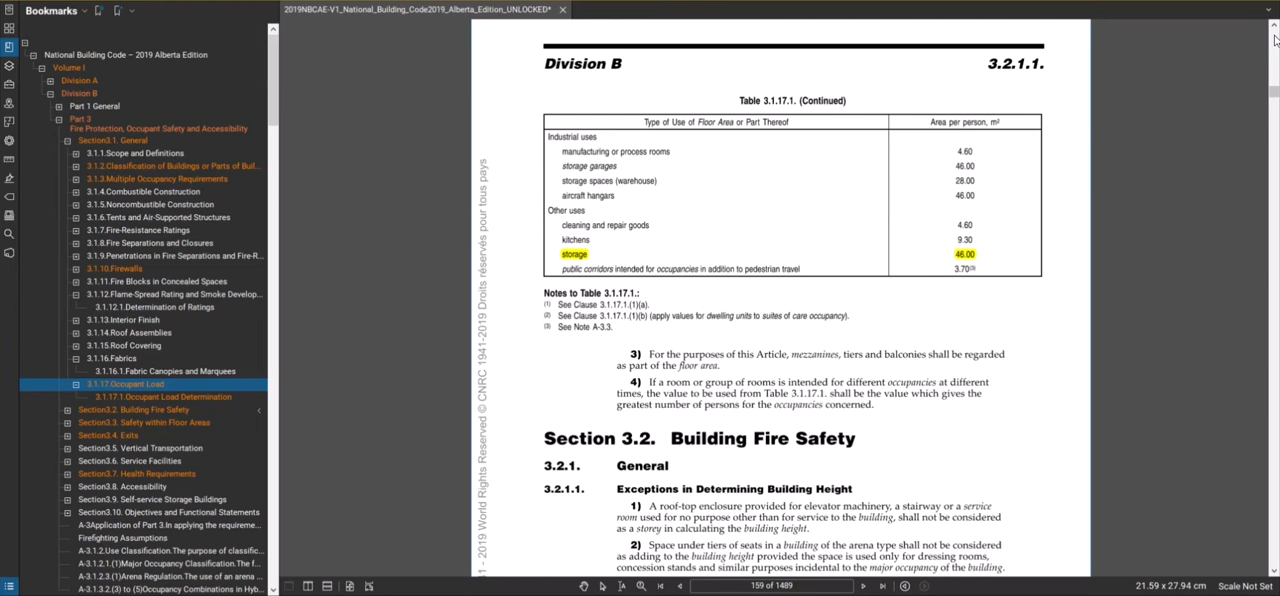 Bookmarks
2019NBCAE-V1_National_Building_Code2019_Alberta_Edition_UNLOCKED*
National Building Code – 2019 Alberta Edition
Volume I
Division A
Division B
Part 1 General
Part 3
Fire Protection, Occupant Safety and Accessibility
Section3.1. General
3.1.1.Scope and Definitions
3.1.2.Classification of Buildings or Parts of Buil...
3.1.3.Multiple Occupancy Requirements
3.1.4.Combustible Construction
3.1.5.Noncombustible Construction
3.1.6.Tents and Air-Supported Structures
3.1.7.Fire-Resistance Ratings
3.1.8.Fire Separations and Closures
3.1.9.Penetrations in Fire Separations and Fire-R...
3.1.10.Firewalls
3.1.11.Fire Blocks in Concealed Spaces
3.1.12.Flame-Spread Rating and Smoke Develop...
3.1.12.1.Determination of Ratings
3.1.13.Interior Finish
3.1.14.Roof Assemblies
3.1.15.Roof Covering
3.1.16.Fabrics
3.1.16.1.Fabric Canopies and Marquees
3.1.17.Occupant Load
3.1.17.1.Occupant Load Determination
Section3.2. Building Fire Safety
Section3.3. Safety within Floor Areas
Section3.4. Exits
Section3.5. Vertical Transportation
Section3.6. Service Facilities
Section3.7. Health Requirements
Section3.8. Accessibility
Section3.9. Self-service Storage Buildings
Section3.10. Objectives and Functional Statements
A-3Application of Part 3.In applying the requireme...
Firefighting Assumptions
A-3.1.2.Use Classification.The purpose of classific...
A-3.1.2.1.(1)Major Occupancy Classification.The f...
A-3.1.2.3.(1)Arena Regulation.The use of an arena ...
A-3.1.3.2.(3) to (5)Occupancy Combinations in Hyb...
Division B 3.2.1.1.
Table 3.1.17.1. (Continued)
Type of Use of Floor Area or Part Thereof Area per person, m²
Industrial uses
manufacturing or process rooms 4.60
storage garages 46.00
storage spaces (warehouse) 28.00
aircraft hangars 46.00
Other uses
cleaning and repair goods 4.60
kitchens 9.30
storage 46.00
public corridors intended for occupancies in addition to pedestrian travel 3.70(3)
Notes to Table 3.1.17.1.:
(1) See Clause 3.1.17.1.(1)(a).
(2) See Clause 3.1.17.1.(1)(b) (apply values for dwelling units to suites of care occupancy).
(3) See Note A-3.3.
3) For the purposes of this Article, mezzanines, tiers and balconies shall be regarded
as part of the floor area.
4) If a room or group of rooms is intended for different occupancies at different
times, the value to be used from Table 3.1.17.1. shall be the value which gives the
greatest number of persons for the occupancies concerned.
Section 3.2. Building Fire Safety
3.2.1. General
3.2.1.1. Exceptions in Determining Building Height
1) A roof-top enclosure provided for elevator machinery, a stairway or a service
room used for no purpose other than for service to the building, shall not be considered
as a storey in calculating the building height.
2) Space under tiers of seats in a building of the arena type shall not be considered
as adding to the building height provided the space is used only for dressing rooms,
concession stands and similar purposes incidental to the major occupancy of the building.
41 - 2019 World Rights Reserved © CNRC 1941-2019 Droits réservés pour tous pays
159 of 1489
21.59 x 27.94 cm
Scale Not Set